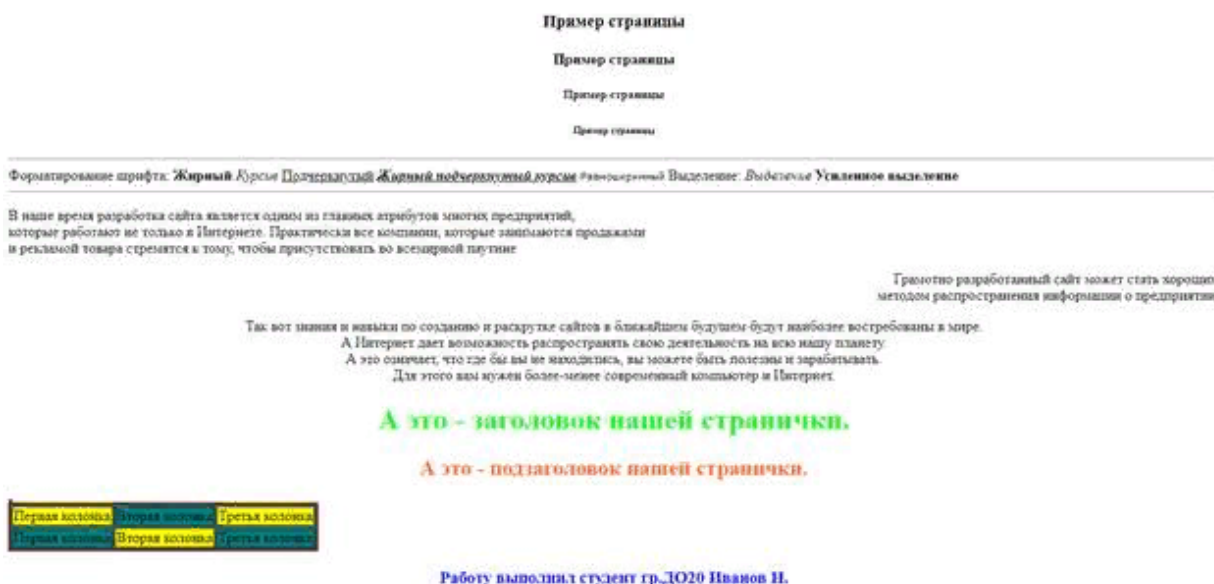 Пример страницы
Пример страницы
Пример страницы
Пример страницы
Форматирование шрифта: Жирный Курсив Подчеркнутый Жирный подчеркнутый курсив Равноширинный Выделение: Выделение Усиленное выделение
В наше время разработка сайта является одним из главных атрибутов многих предприятий,
которые работают не только в Интернете. Практически все компании, которые занимаются продажами
и рекламой товара стремятся к тому, чтобы присутствовать во всемирной паутине
Грамотно разработанный сайт может стать хорошо
методом распространения информации о предприятии
Так вот знания и навыки по созданию и раскрутке сайтов в ближайшем будущем будут наиболее востребованы в мире.
А Интернет дает возможность распространять свою деятельность на всю нашу планету.
А это означает, что где бы вы не находились, вы можете быть полезны и зарабатывать.
Для этого вам нужен более-менее современный компьютер и Интернет.
А это - заголовок нашей странички.
А это - подзаголовок нашей странички.
Первая колонка Вторая колонка Третья колонка
Первая колонка Вторая колонка Третья колонка
Работу выполнил студент гр.ДО20 Иванов И.